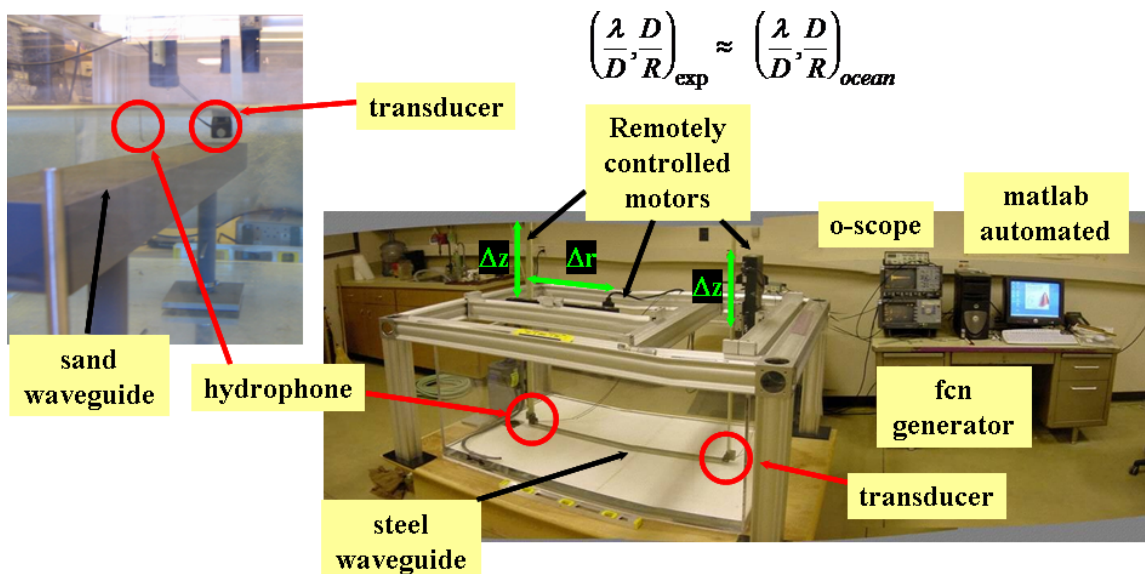 (λ/D, D/R)exp ≈ (λ/D, D/R)ocean
transducer
Remotely
controlled
motors
matlab
automated
o-scope
Δz
Δr
Δz
sand
waveguide
hydrophone
fcn
generator
transducer
steel
waveguide